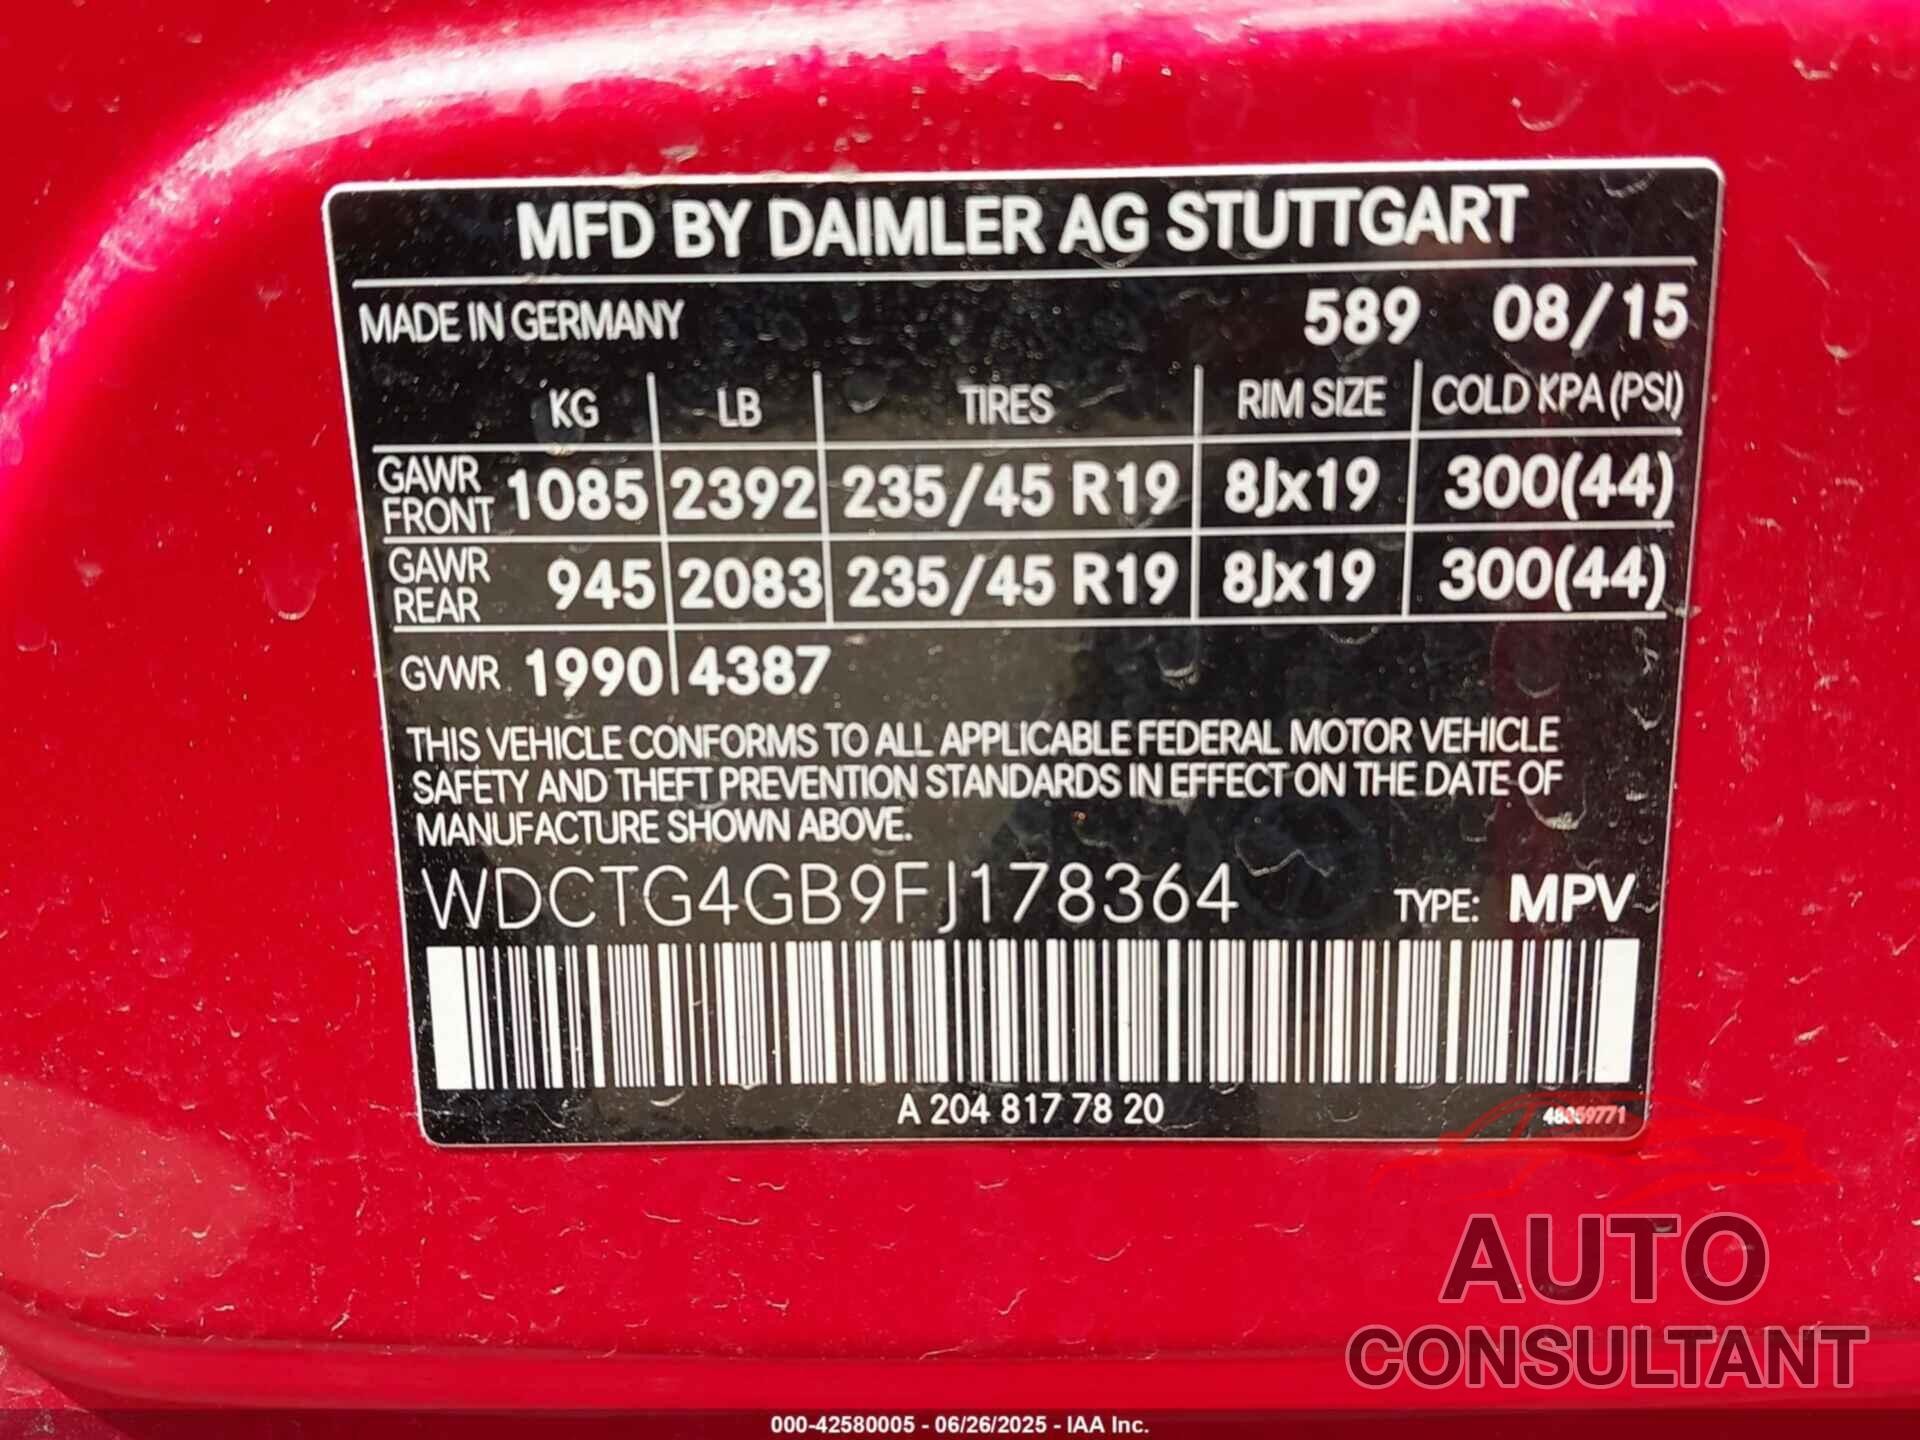 MFD BY DAIMLER AG STUTTGART
MADE IN GERMANY 589 08/15
KG LB TIRES RIM SIZE COLD KPA (PSI)
GAWR FRONT 1085 2392 235/45 R19 8Jx19 300(44)
GAWR REAR 945 2083 235/45 R19 8Jx19 300(44)
GVWR 1990 4387
THIS VEHICLE CONFORMS TO ALL APPLICABLE FEDERAL MOTOR VEHICLE
SAFETY AND THEFT PREVENTION STANDARDS IN EFFECT ON THE DATE OF
MANUFACTURE SHOWN ABOVE.
WDCTG4GB9FJ178364 TYPE: MPV
A 204 817 78 20 48059771
AUTO
CONSULTANT
000-42580005 - 06/26/2025 - IAA Inc.